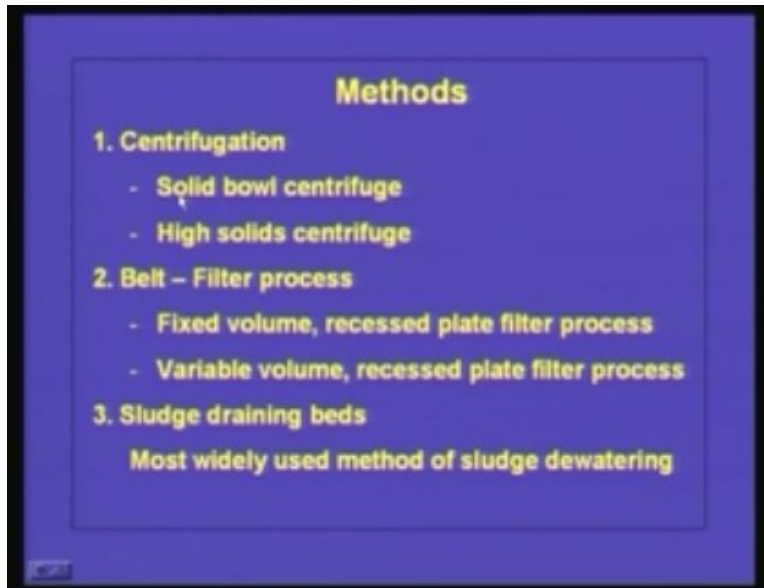 Methods
1. Centrifugation
- Solid bowl centrifuge
- High solids centrifuge
2. Belt – Filter process
- Fixed volume, recessed plate filter process
- Variable volume, recessed plate filter process
3. Sludge draining beds
Most widely used method of sludge dewatering